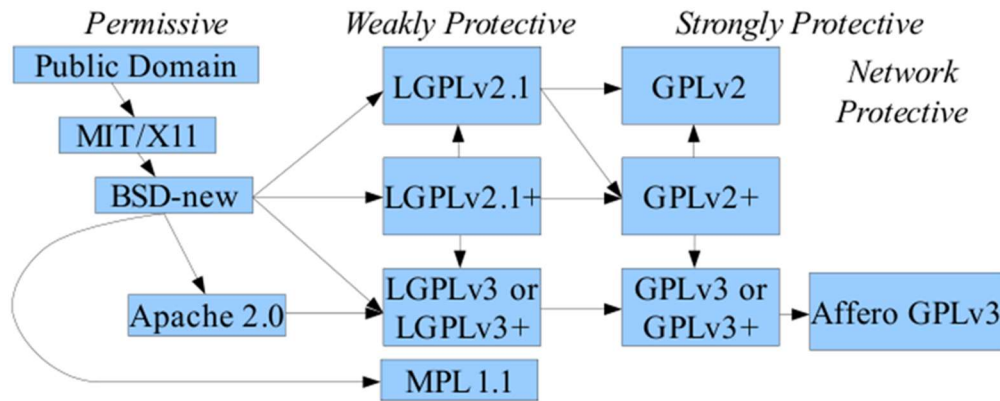 Permissive
Weakly Protective
Strongly Protective
Network
Protective
Public Domain
MIT/X11
BSD-new
Apache 2.0
LGPLv2.1
LGPLv2.1+
LGPLv3 or
LGPLv3+
MPL 1.1
GPLv2
GPLv2+
GPLv3 or
GPLv3+
Affero GPLv3